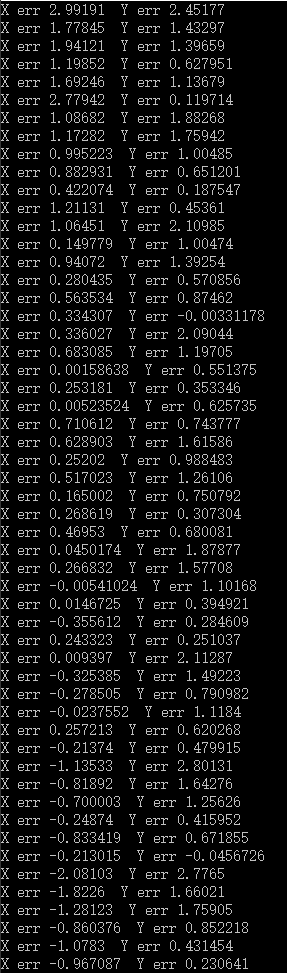 X err 2.99191  Y err 2.45177
X err 1.77845  Y err 1.43297
X err 1.94121  Y err 1.39659
X err 1.19852  Y err 0.627951
X err 1.69246  Y err 1.13679
X err 2.77942  Y err 0.119714
X err 1.08682  Y err 1.88268
X err 1.17282  Y err 1.75942
X err 0.995223  Y err 1.00485
X err 0.882931  Y err 0.651201
X err 0.422074  Y err 0.187547
X err 1.21131  Y err 0.45361
X err 1.06451  Y err 2.10985
X err 0.149779  Y err 1.00474
X err 0.94072  Y err 1.39254
X err 0.280435  Y err 0.570856
X err 0.563534  Y err 0.87462
X err 0.334307  Y err -0.00331178
X err 0.336027  Y err 2.09044
X err 0.683085  Y err 1.19705
X err 0.00158638  Y err 0.551375
X err 0.253181  Y err 0.353346
X err 0.00523524  Y err 0.625735
X err 0.710612  Y err 0.743777
X err 0.628903  Y err 1.61586
X err 0.25202  Y err 0.988483
X err 0.517023  Y err 1.26106
X err 0.165002  Y err 0.750792
X err 0.268619  Y err 0.307304
X err 0.46953  Y err 0.680081
X err 0.0450174  Y err 1.87877
X err 0.266832  Y err 1.57708
X err -0.00541024  Y err 1.10168
X err 0.0146725  Y err 0.394921
X err -0.355612  Y err 0.284609
X err 0.243323  Y err 0.251037
X err 0.009397  Y err 2.11287
X err -0.325385  Y err 1.49223
X err -0.278505  Y err 0.790982
X err -0.0237552  Y err 1.1184
X err 0.257213  Y err 0.620268
X err -0.21374  Y err 0.479915
X err -1.13533  Y err 2.80131
X err -0.81892  Y err 1.64276
X err -0.700003  Y err 1.25626
X err -0.24874  Y err 0.415952
X err -0.833419  Y err 0.671855
X err -0.213015  Y err -0.0456726
X err -2.08103  Y err 2.7765
X err -1.8226  Y err 1.66021
X err -1.28123  Y err 1.75905
X err -0.860376  Y err 0.852218
X err -1.0783  Y err 0.431454
X err -0.967087  Y err 0.230641